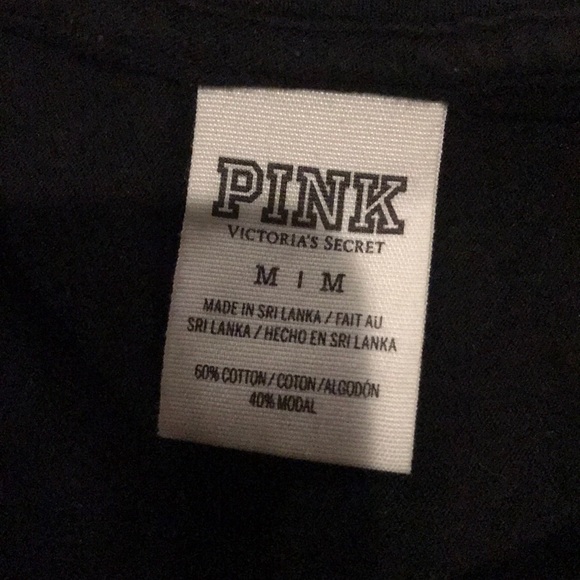 PINK
VICTORIA'S SECRET
M | M
MADE IN SRI LANKA / FAIT AU
SRI LANKA / HECHO EN SRI LANKA
60% COTTON / COTON / ALGODÓN
40% MODAL